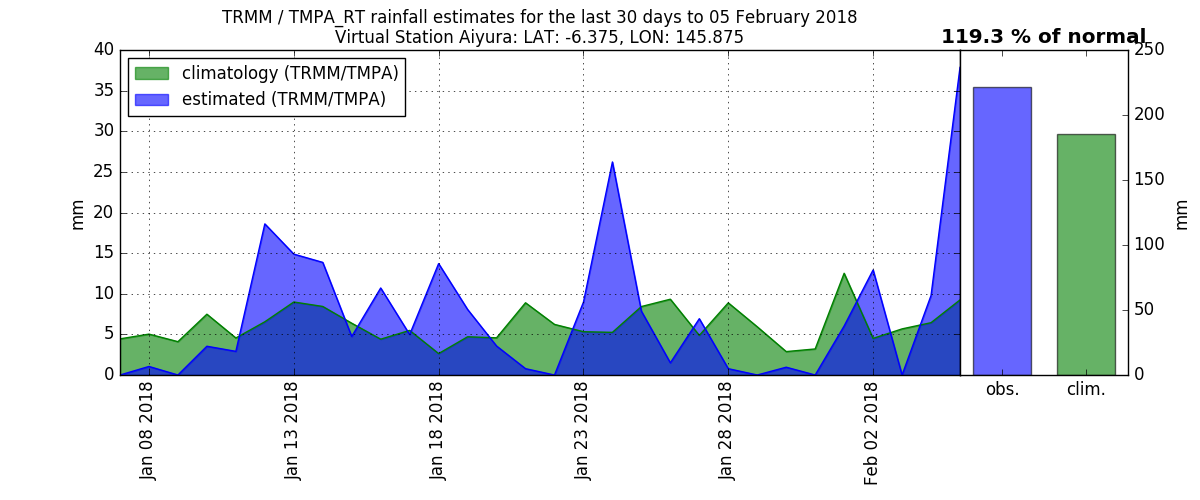 TRMM / TMPA_RT rainfall estimates for the last 30 days to 05 February 2018
Virtual Station Aiyura: LAT: -6.375, LON: 145.875
119.3 % of normal
climatology (TRMM/TMPA)
estimated (TRMM/TMPA)
mm
40
35
30
25
20
15
10
5
0
Jan 08 2018
Jan 13 2018
Jan 18 2018
Jan 23 2018
Jan 28 2018
Feb 02 2018
obs.
clim.
250
200
150
100
50
0
mm